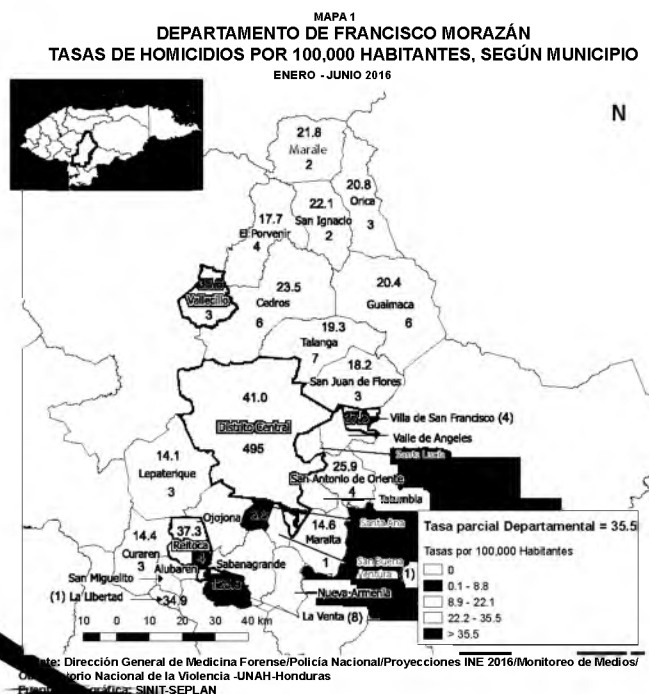 MAPA 1
DEPARTAMENTO DE FRANCISCO MORAZÁN
TASAS DE HOMICIDIOS POR 100,000 HABITANTES, SEGÚN MUNICIPIO
ENERO - JUNIO 2016
N
21.8
Marale
2
20.8
Orica
3
22.1
San Ignacio
2
17.7
El Porvenir
4
Vallecillo
3
23.5
Cedros
6
20.4
Guaimaca
6
19.3
Talanga
7
18.2
San Juan de Flores
3
41.0
Distrito Central
495
Villa de San Francisco (4)
Valle de Angeles
Santa Lucía
14.1
Lepaterique
3
25.9
San Antonio de Oriente
4
Tatumbla
Ojojona
14.6
Maraita
1
Santa Ana
37.3
Reitoca
4
14.4
Curaren
3
Alubaren
Sabanagrande
San Buena
Ventura (1)
San Miguelito
(1) La Libertad
34.9
Nueva-Armenia
La Venta (8)
Tasa parcial Departamental = 35.5
Tasas por 100,000 Habitantes
0
0.1 - 8.8
8.9 - 22.1
22.2 - 35.5
> 35.5
10 0 10 20 30 40 km
Dirección General de Medicina Forense/Policía Nacional/Proyecciones INE 2016/Monitoreo de Medios/
Nacional de la Violencia -UNAH-Honduras
SINIT-SEPLAN